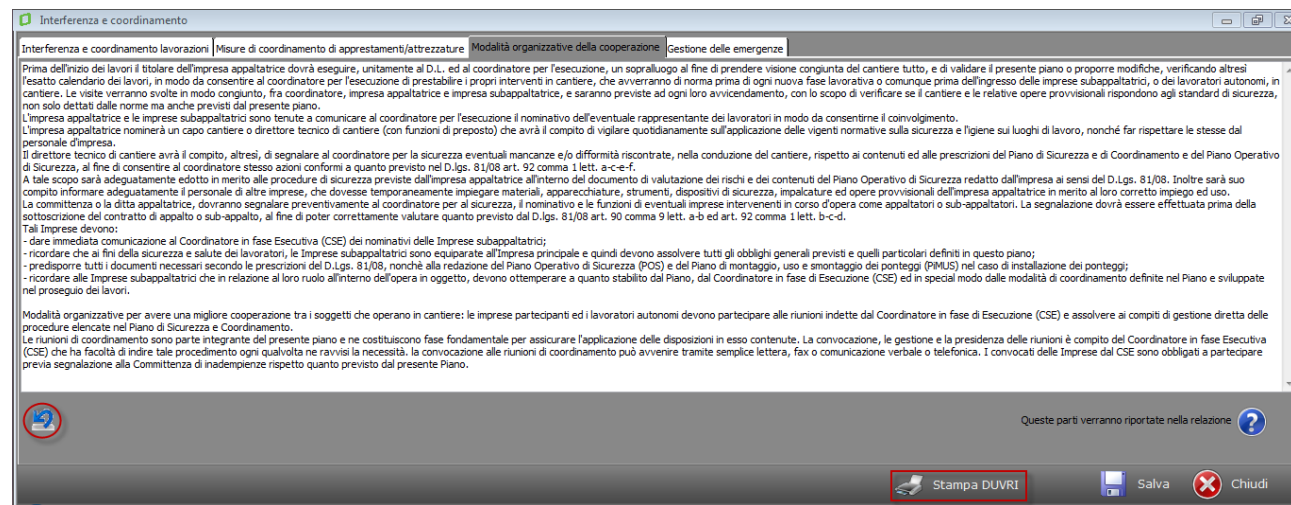 Interferenza e coordinamento
Interferenza e coordinamento lavorazioni Misure di coordinamento di apprestamenti/attrezzature Modalità organizzative della cooperazione Gestione delle emergenze
Prima dell'inizio dei lavori il titolare dell'impresa appaltatrice dovrà eseguire, unitamente al D.L. ed al coordinatore per l'esecuzione, un sopralluogo al fine di prendere visione congiunta del cantiere tutto, e di validare il presente piano o proporre modifiche, verificando altresì
l'esatto calendario dei lavori, in modo da consentire al coordinatore per l'esecuzione di prestabilire i propri interventi in cantiere, che avverranno di norma prima di ogni nuova fase lavorativa o comunque prima dell'ingresso delle imprese subappaltatrici, o dei lavoratori autonomi, in
cantiere. Le visite verranno svolte in modo congiunto, fra coordinatore, impresa appaltatrice e impresa subappaltatrice, e saranno previste ad ogni loro avvicendamento, con lo scopo di verificare se il cantiere e le relative opere provvisionali rispondono agli standard di sicurezza,
non solo dettati dalle norme ma anche previsti dal presente piano.
L'impresa appaltatrice e le imprese subappaltatrici sono tenute a comunicare al coordinatore per l'esecuzione il nominativo dell'eventuale rappresentante dei lavoratori in modo da consentirne il coinvolgimento.
L'impresa appaltatrice nominerà un capo cantiere o direttore tecnico di cantiere (con funzioni di preposto) che avrà il compito di vigilare quotidianamente sull'applicazione delle vigenti normative sulla sicurezza e l'igiene sui luoghi di lavoro, nonché far rispettare le stesse dal
personale d'impresa.
Il direttore tecnico di cantiere avrà il compito, altresì, di segnalare al coordinatore per la sicurezza eventuali mancanze e/o difformità riscontrate, nella conduzione del cantiere, rispetto ai contenuti ed alle prescrizioni del Piano di Sicurezza e di Coordinamento e del Piano Operativo
di Sicurezza, al fine di consentire al coordinatore stesso azioni conformi a quanto previsto nel D.lgs. 81/08 art. 92 comma 1 lett. a-c-e-f.
A tale scopo sarà adeguatamente edotto in merito alle procedure di sicurezza previste dall'impresa appaltatrice all'interno del documento di valutazione dei rischi e dei contenuti del Piano Operativo di Sicurezza redatto dall'impresa ai sensi del D.Lgs. 81/08. Inoltre sarà suo
compito informare adeguatamente il personale di altre imprese, che dovesse temporaneamente impiegare materiali, apparecchiature, strumenti, dispositivi di sicurezza, impalcature ed opere provvisionali dell'impresa appaltatrice in merito al loro corretto impiego ed uso.
La committenza o la ditta appaltatrice, dovranno segnalare preventivamente al coordinatore per al sicurezza, il nominativo e le funzioni di eventuali imprese intervenenti in corso d'opera come appaltatori o sub-appaltatori. La segnalazione dovrà essere effettuata prima della
sottoscrizione del contratto di appalto o sub-appalto, al fine di poter correttamente valutare quanto previsto dal D.lgs. 81/08 art. 90 comma 9 lett. a-b ed art. 92 comma 1 lett. b-c-d.
Tali Imprese devono:
- dare immediata comunicazione al Coordinatore in fase Esecutiva (CSE) dei nominativi delle Imprese subappaltatrici;
- ricordare che ai fini della sicurezza e salute dei lavoratori, le Imprese subappaltatrici sono equiparate all'Impresa principale e quindi devono assolvere tutti gli obblighi generali previsti e quelli particolari definiti in questo piano;
- predisporre tutti i documenti necessari secondo le prescrizioni del D.Lgs. 81/08, nonchè alla redazione del Piano Operativo di Sicurezza (POS) e del Piano di montaggio, uso e smontaggio dei ponteggi (PiMUS) nel caso di installazione dei ponteggi;
- ricordare alle Imprese subappaltatrici che in relazione al loro ruolo all'interno dell'opera in oggetto, devono ottemperare a quanto stabilito dal Piano, dal Coordinatore in fase di Esecuzione (CSE) ed in special modo dalle modalità di coordinamento definite nel Piano e sviluppate
nel proseguio dei lavori.
Modalità organizzative per avere una migliore cooperazione tra i soggetti che operano in cantiere: le imprese partecipanti ed i lavoratori autonomi devono partecipare alle riunioni indette dal Coordinatore in fase di Esecuzione (CSE) e assolvere ai compiti di gestione diretta delle
procedure elencate nel Piano di Sicurezza e Coordinamento.
Le riunioni di coordinamento sono parte integrante del presente piano e ne costituiscono fase fondamentale per assicurare l'applicazione delle disposizioni in esso contenute. La convocazione, le gestione e la presidenza delle riunioni è compito del Coordinatore in fase Esecutiva
(CSE) che ha facoltà di indire tale procedimento ogni qualvolta ne ravvisi la necessità. la convocazione alle riunioni di coordinamento può avvenire tramite semplice lettera, fax o comunicazione verbale o telefonica. I convocati delle Imprese dal CSE sono obbligati a partecipare
previa segnalazione alla Committenza di inadempienze rispetto quanto previsto dal presente Piano.
Queste parti verranno riportate nella relazione ?
Stampa DUVRI Salva Chiudi